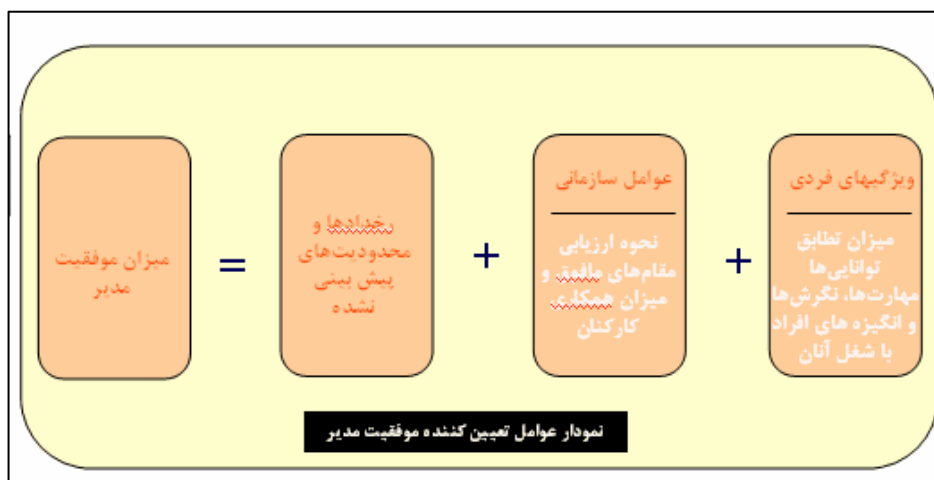 ویژگیهای فردی
میزان تطابق
توانایی‌ها
مهارت‌ها، نگرش‌ها
و انگیزه های افراد
با شغل آنان
+
عوامل سازمانی
نحوه ارزیابی
مقام‌های مافوق و
میزان همکاری
کارکنان
+
رخدادها و
محدودیت‌های
پیش بینی
نشده
=
میزان موفقیت
مدیر
نمودار عوامل تعیین کننده موفقیت مدیر